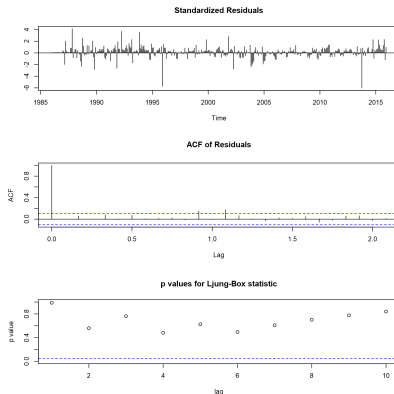 Standardized Residuals
4
2
0
-2
-4
-6
1985 1990 1995 2000 2005 2010 2015
Time
ACF of Residuals
ACF
0.8
0.4
0.0
0.0 0.5 1.0 1.5 2.0
Lag
p values for Ljung-Box statistic
p value
0.8
0.4
0.0
2 4 6 8 10
lag